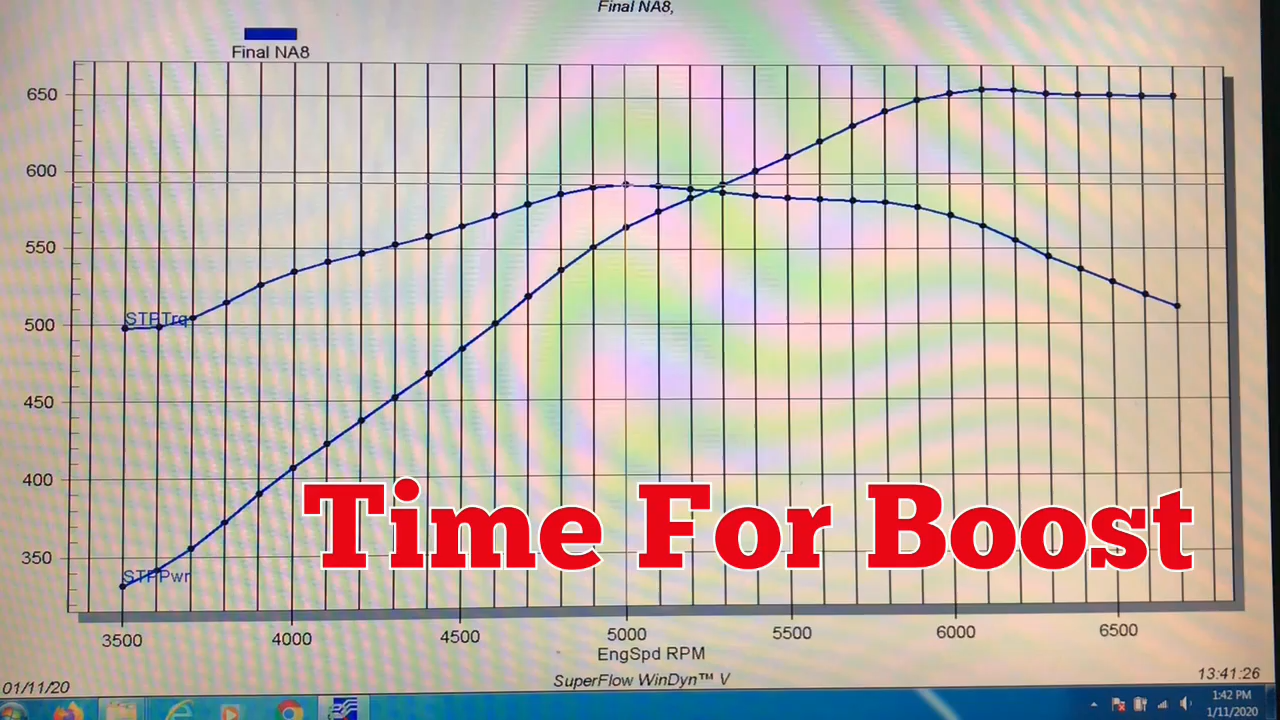 Final NA8,
Final NA8
650
600
550
500
450
400
350
STPTrq
STPPwr
Time For Boost
3500 4000 4500 5000 5500 6000 6500
EngSpd RPM
01/11/20 SuperFlow WinDyn™ V 13:41:26
1:42 PM
1/11/2020